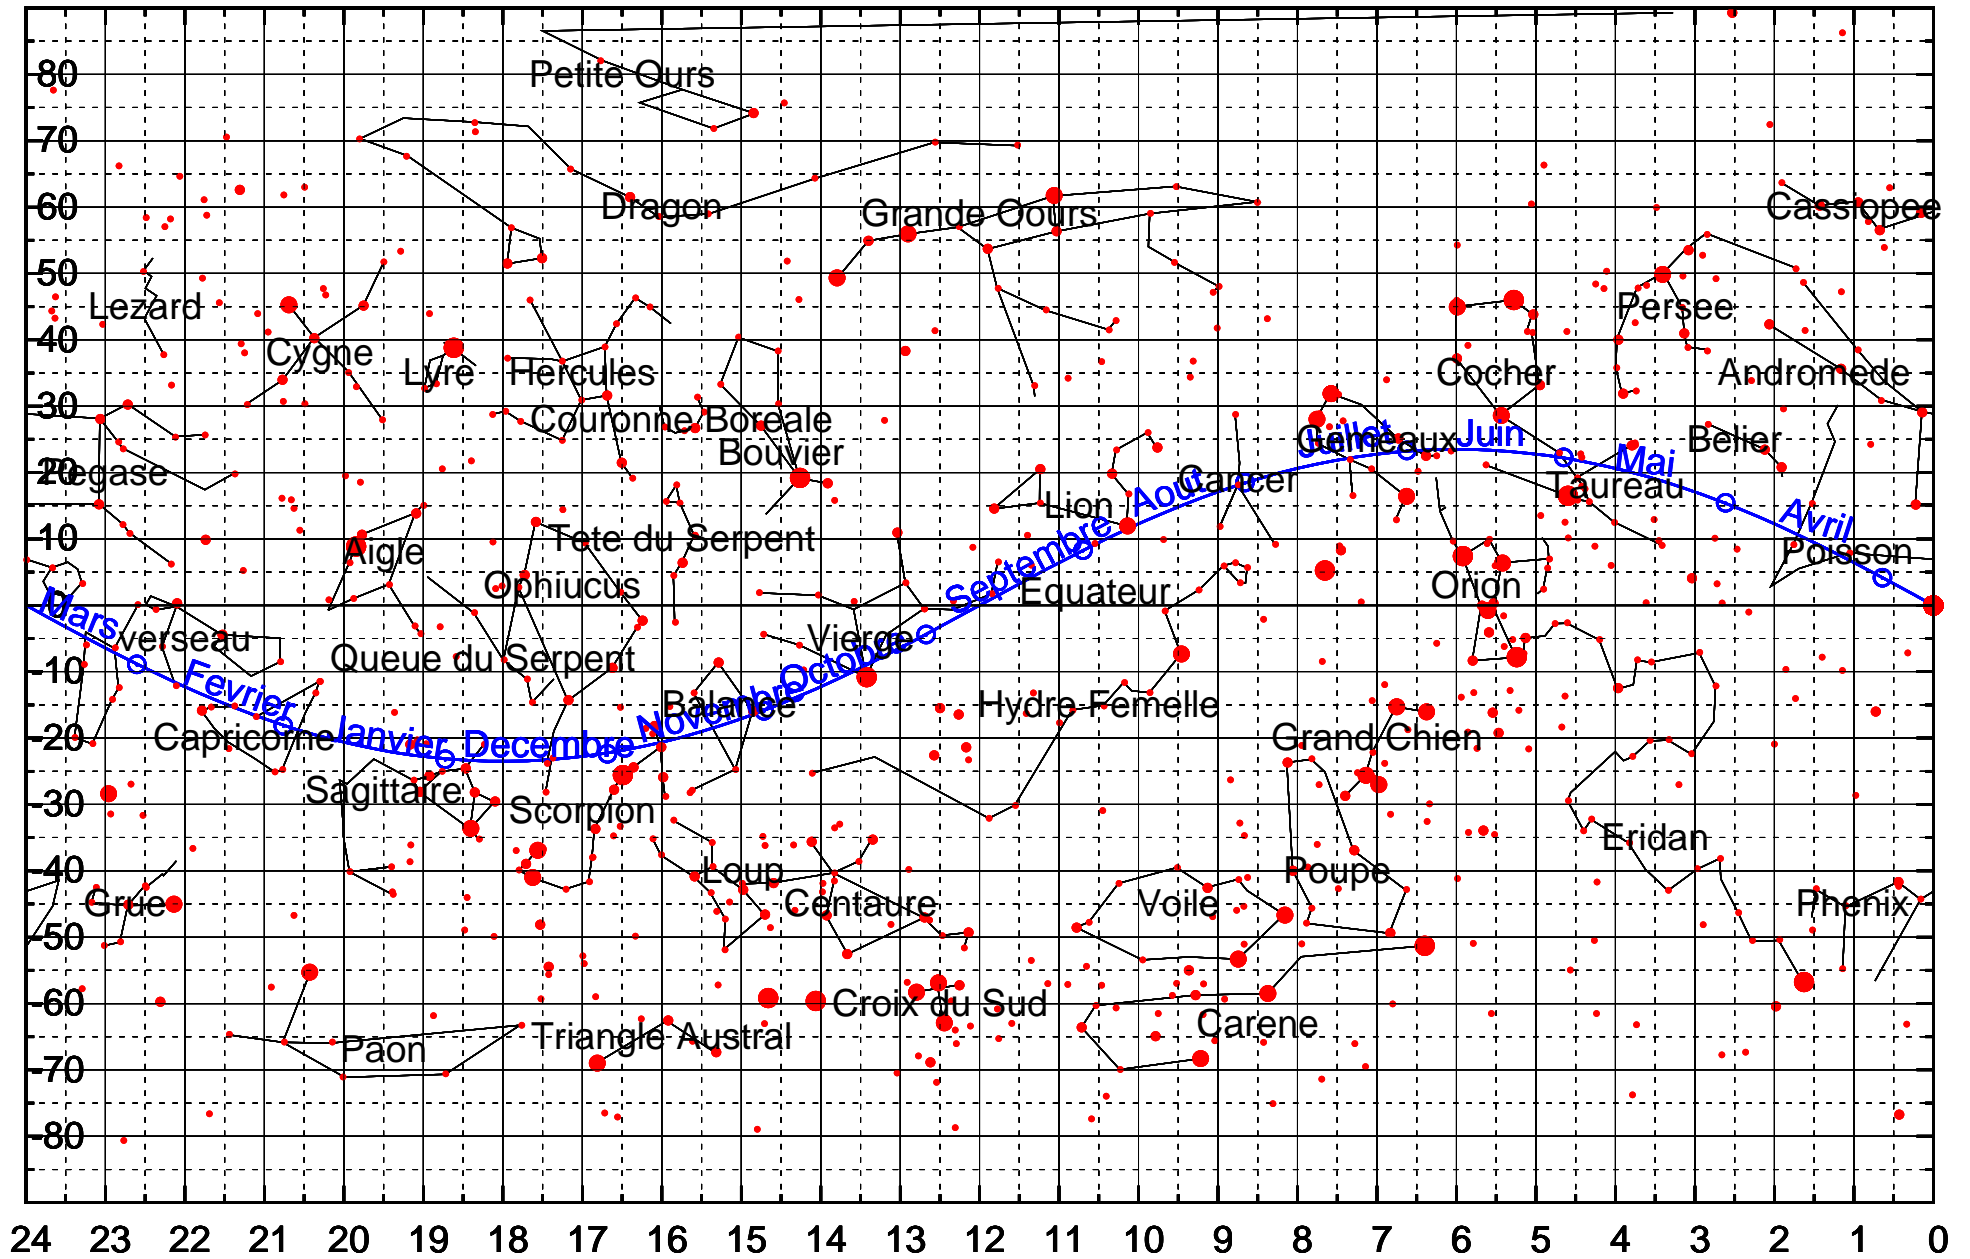 80
Petite Ours
70
Dragon
60
Grande Oours
Cassiopee
50
Lezard
Persee
40
Cygne
Lyre
Hercules
Cocher
Andromede
30
Couronne Boreale
Bouvier
Juillet
Gemeaux
Juin
Belier
20
Pegase
Cancer
Mai
Taureau
Aout
Lion
Avril
10
Aigle
Tete du Serpent
Septembre
Poisson
Ophiucus
Equateur
Orion
0
Mars
verseau
Vierge
Octobre
Queue du Serpent
-10
Fevrier
Balance
Novembre
Hydre Femelle
-20
Capricorne
Janvier
Decembre
Grand Chien
Sagittaire
-30
Scorpion
Eridan
-40
Loup
Poupe
Grue
Centaure
Voile
Phenix
-50
-60
Croix du Sud
Carene
Triangle Austral
Paon
-70
-80
24 23 22 21 20 19 18 17 16 15 14 13 12 11 10 9 8 7 6 5 4 3 2 1 0